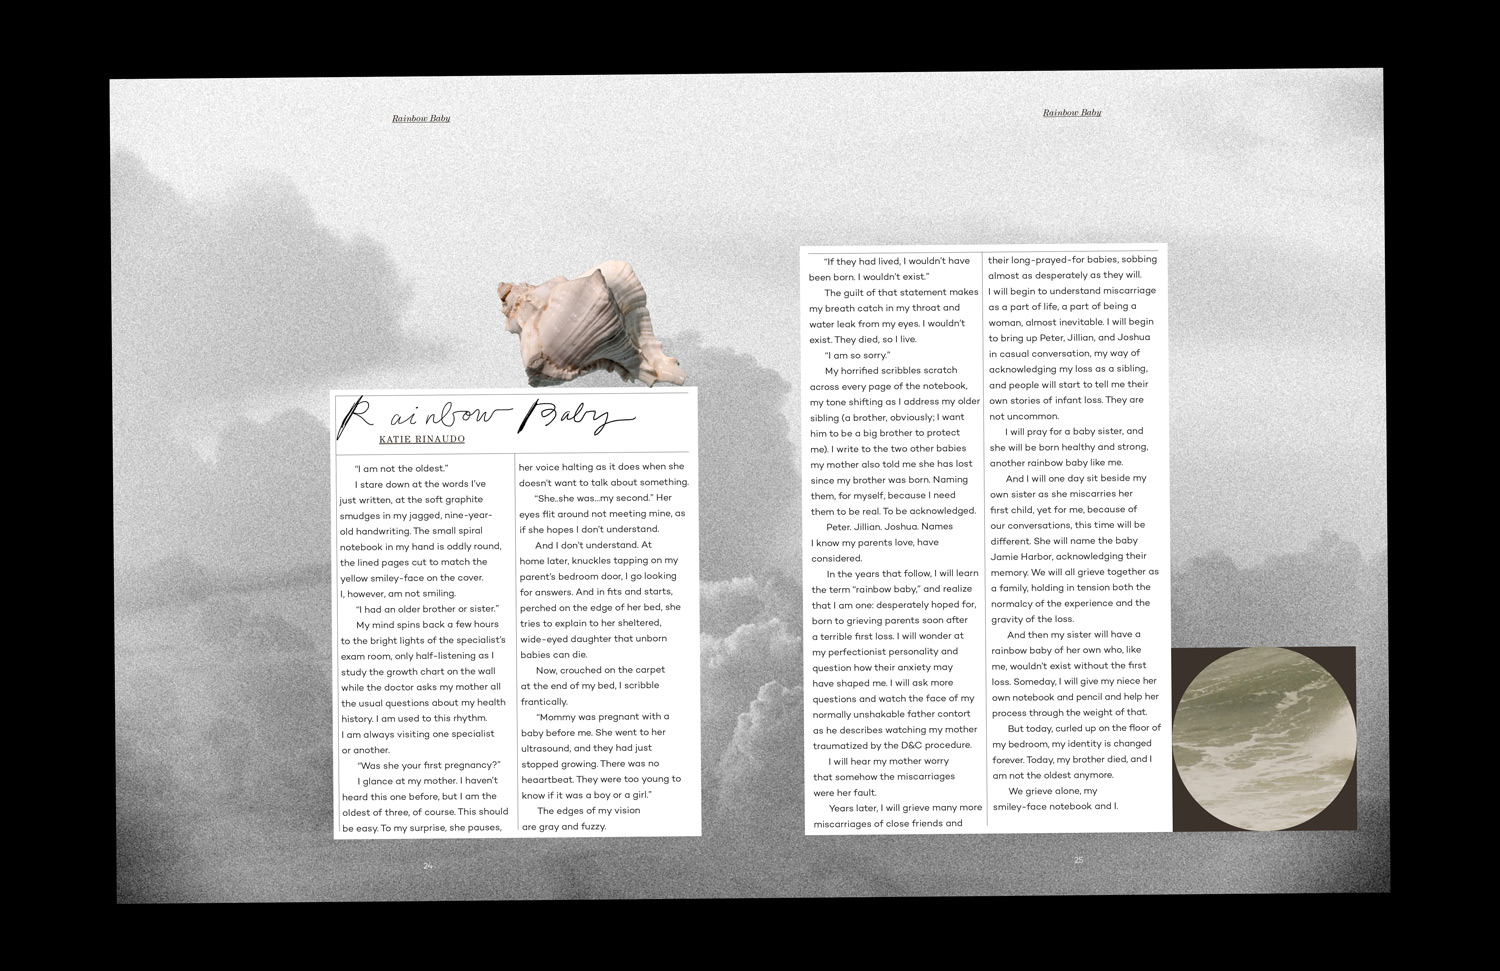 Rainbow Baby
Rainbow Baby
Rainbow Baby
KATIE RINAUDO
“I am not the oldest.”
I stare down at the words I’ve
just written, at the soft graphite
smudges in my jagged, nine-year-
old handwriting. The small spiral
notebook in my hand is oddly round,
the lined pages cut to match the
yellow smiley-face on the cover.
I, however, am not smiling.
“I had an older brother or sister.”
My mind spins back a few hours
to the bright lights of the specialist’s
exam room, only half-listening as I
study the growth chart on the wall
while the doctor asks my mother all
the usual questions about my health
history. I am used to this rhythm.
I am always visiting one specialist
or another.
“Was she your first pregnancy?”
I glance at my mother. I haven’t
heard this one before, but I am the
oldest of three, of course. This should
be easy. To my surprise, she pauses,
her voice halting as it does when she
doesn’t want to talk about something.
“She..she was...my second.” Her
eyes flit around not meeting mine, as
if she hopes I don’t understand.
And I don’t understand. At
home later, knuckles tapping on my
parent’s bedroom door, I go looking
for answers. And in fits and starts,
perched on the edge of her bed, she
tries to explain to her sheltered,
wide-eyed daughter that unborn
babies can die.
Now, crouched on the carpet
at the end of my bed, I scribble
frantically.
“Mommy was pregnant with a
baby before me. She went to her
ultrasound, and they had just
stopped growing. There was no
heaartbeat. They were too young to
know if it was a boy or a girl.”
The edges of my vision
are gray and fuzzy.
“If they had lived, I wouldn’t have
been born. I wouldn’t exist.”
The guilt of that statement makes
my breath catch in my throat and
water leak from my eyes. I wouldn’t
exist. They died, so I live.
“I am so sorry.”
My horrified scribbles scratch
across every page of the notebook,
my tone shifting as I address my older
sibling (a brother, obviously; I want
him to be a big brother to protect
me). I write to the two other babies
my mother also told me she has lost
since my brother was born. Naming
them, for myself, because I need
them to be real. To be acknowledged.
Peter. Jillian. Joshua. Names
I know my parents love, have
considered.
In the years that follow, I will learn
the term “rainbow baby,” and realize
that I am one: desperately hoped for,
born to grieving parents soon after
a terrible first loss. I will wonder at
my perfectionist personality and
question how their anxiety may
have shaped me. I will ask more
questions and watch the face of my
normally unshakable father contort
as he describes watching my mother
traumatized by the D&C procedure.
I will hear my mother worry
that somehow the miscarriages
were her fault.
Years later, I will grieve many more
miscarriages of close friends and
their long-prayed-for babies, sobbing
almost as desperately as they will.
I will begin to understand miscarriage
as a part of life, a part of being a
woman, almost inevitable. I will begin
to bring up Peter, Jillian, and Joshua
in casual conversation, my way of
acknowledging my loss as a sibling,
and people will start to tell me their
own stories of infant loss. They are
not uncommon.
I will pray for a baby sister, and
she will be born healthy and strong,
another rainbow baby like me.
And I will one day sit beside my
own sister as she miscarries her
first child, yet for me, because of
our conversations, this time will be
different. She will name the baby
Jamie Harbor, acknowledging their
memory. We will all grieve together as
a family, holding in tension both the
normalcy of the experience and the
gravity of the loss.
And then my sister will have a
rainbow baby of her own who, like
me, wouldn’t exist without the first
loss. Someday, I will give my niece her
own notebook and pencil and help her
process through the weight of that.
But today, curled up on the floor of
my bedroom, my identity is changed
forever. Today, my brother died, and I
am not the oldest anymore.
We grieve alone, my
smiley-face notebook and I.
24
25